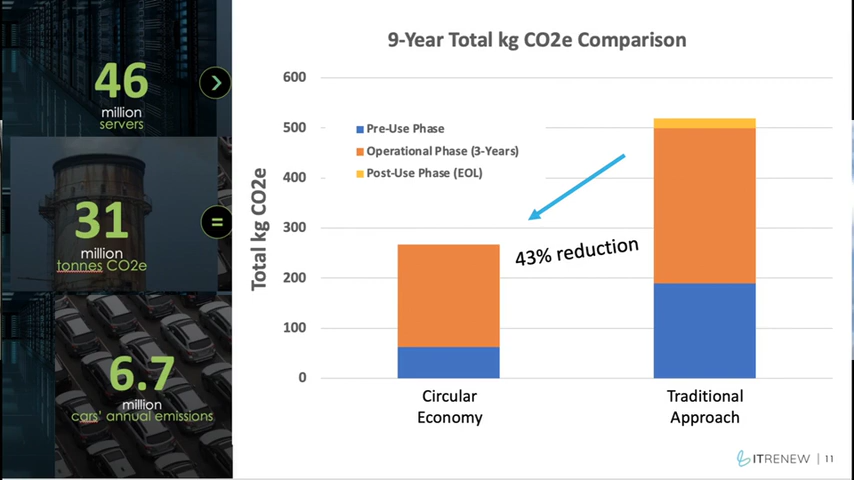 46
million
servers
31
million
tonnes CO2e
=
6.7
million
cars' annual emissions
9-Year Total kg CO2e Comparison
Total kg CO2e
600
500
400
300
200
100
0
Pre-Use Phase
Operational Phase (3-Years)
Post-Use Phase (EOL)
43% reduction
Circular
Economy
Traditional
Approach
ITRENEW | 11